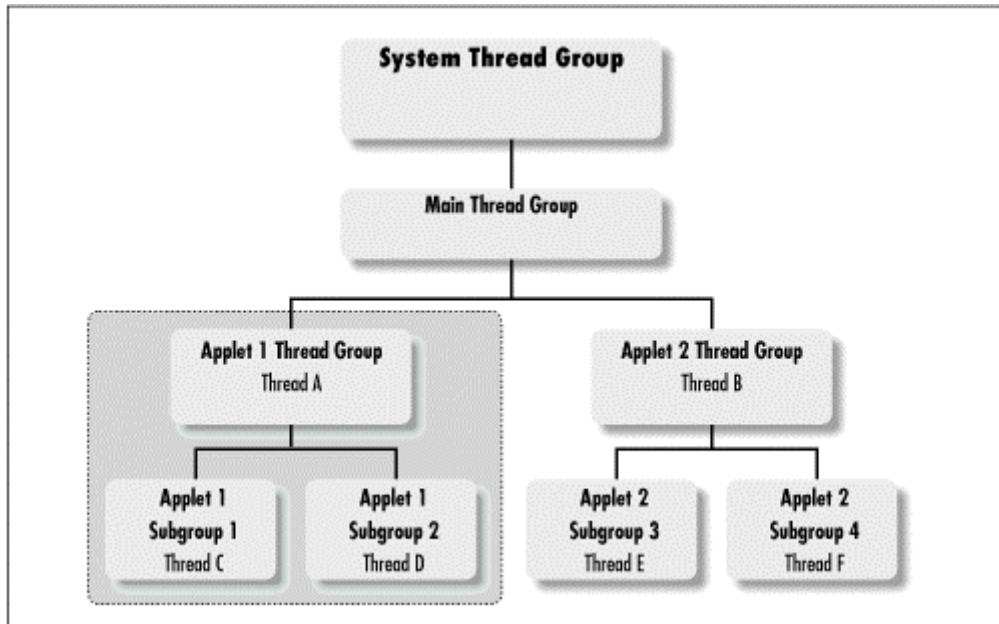 System Thread Group
Main Thread Group
Applet 1 Thread Group
Thread A
Applet 2 Thread Group
Thread B
Applet 1
Subgroup 1
Thread C
Applet 1
Subgroup 2
Thread D
Applet 2
Subgroup 3
Thread E
Applet 2
Subgroup 4
Thread F